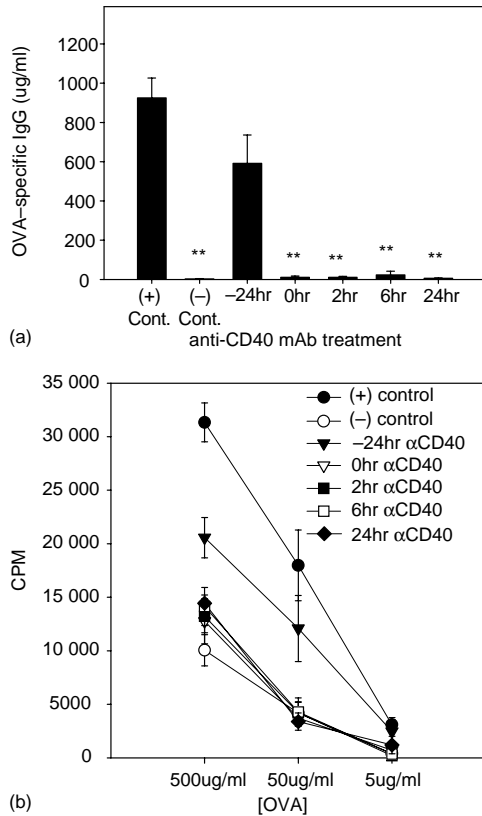 1200
1000
800
600
400
200
0
OVA–specific IgG (ug/ml)
** ** ** ** **
(+) Cont. (–) Cont. –24hr 0hr 2hr 6hr 24hr
anti-CD40 mAb treatment
(a)
35 000
30 000
25 000
20 000
15 000
10 000
5000
0
CPM
(+) control
(–) control
–24hr αCD40
0hr αCD40
2hr αCD40
6hr αCD40
24hr αCD40
500ug/ml 50ug/ml 5ug/ml
[OVA]
(b)